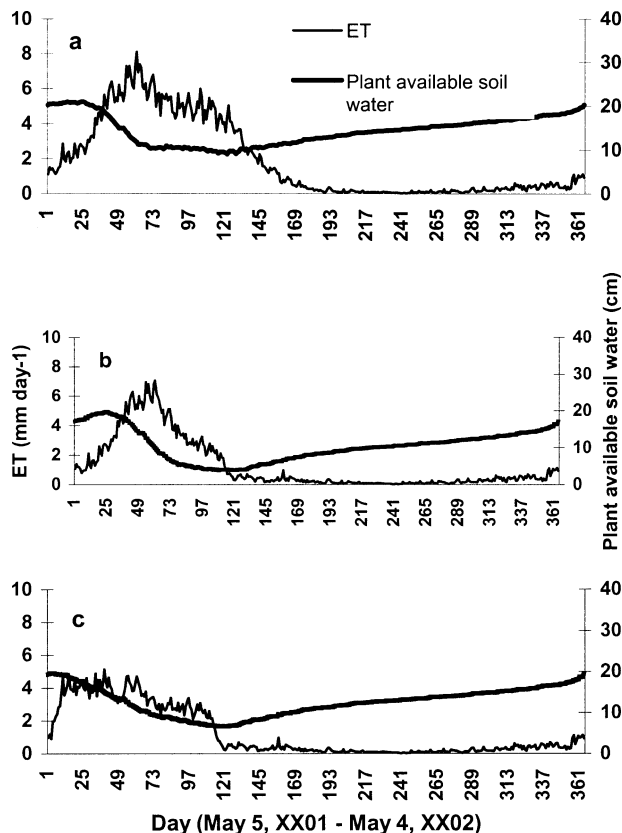 10 40
a
ET
8
30
Plant available soil
water
6
4 20
2 10
0 0
1 25 49 73 97 121 145 169 193 217 241 265 289 313 337 361
10 40
b
8 30
6
20
4
2 10
0 0
1 25 49 73 97 121 145 169 193 217 241 265 289 313 337 361
ET (mm day-1)
Plant available soil water (cm)
10 40
c
8
30
6
4 20
2 10
0 0
1 25 49 73 97 121 145 169 193 217 241 265 289 313 337 361
Day (May 5, XX01 - May 4, XX02)